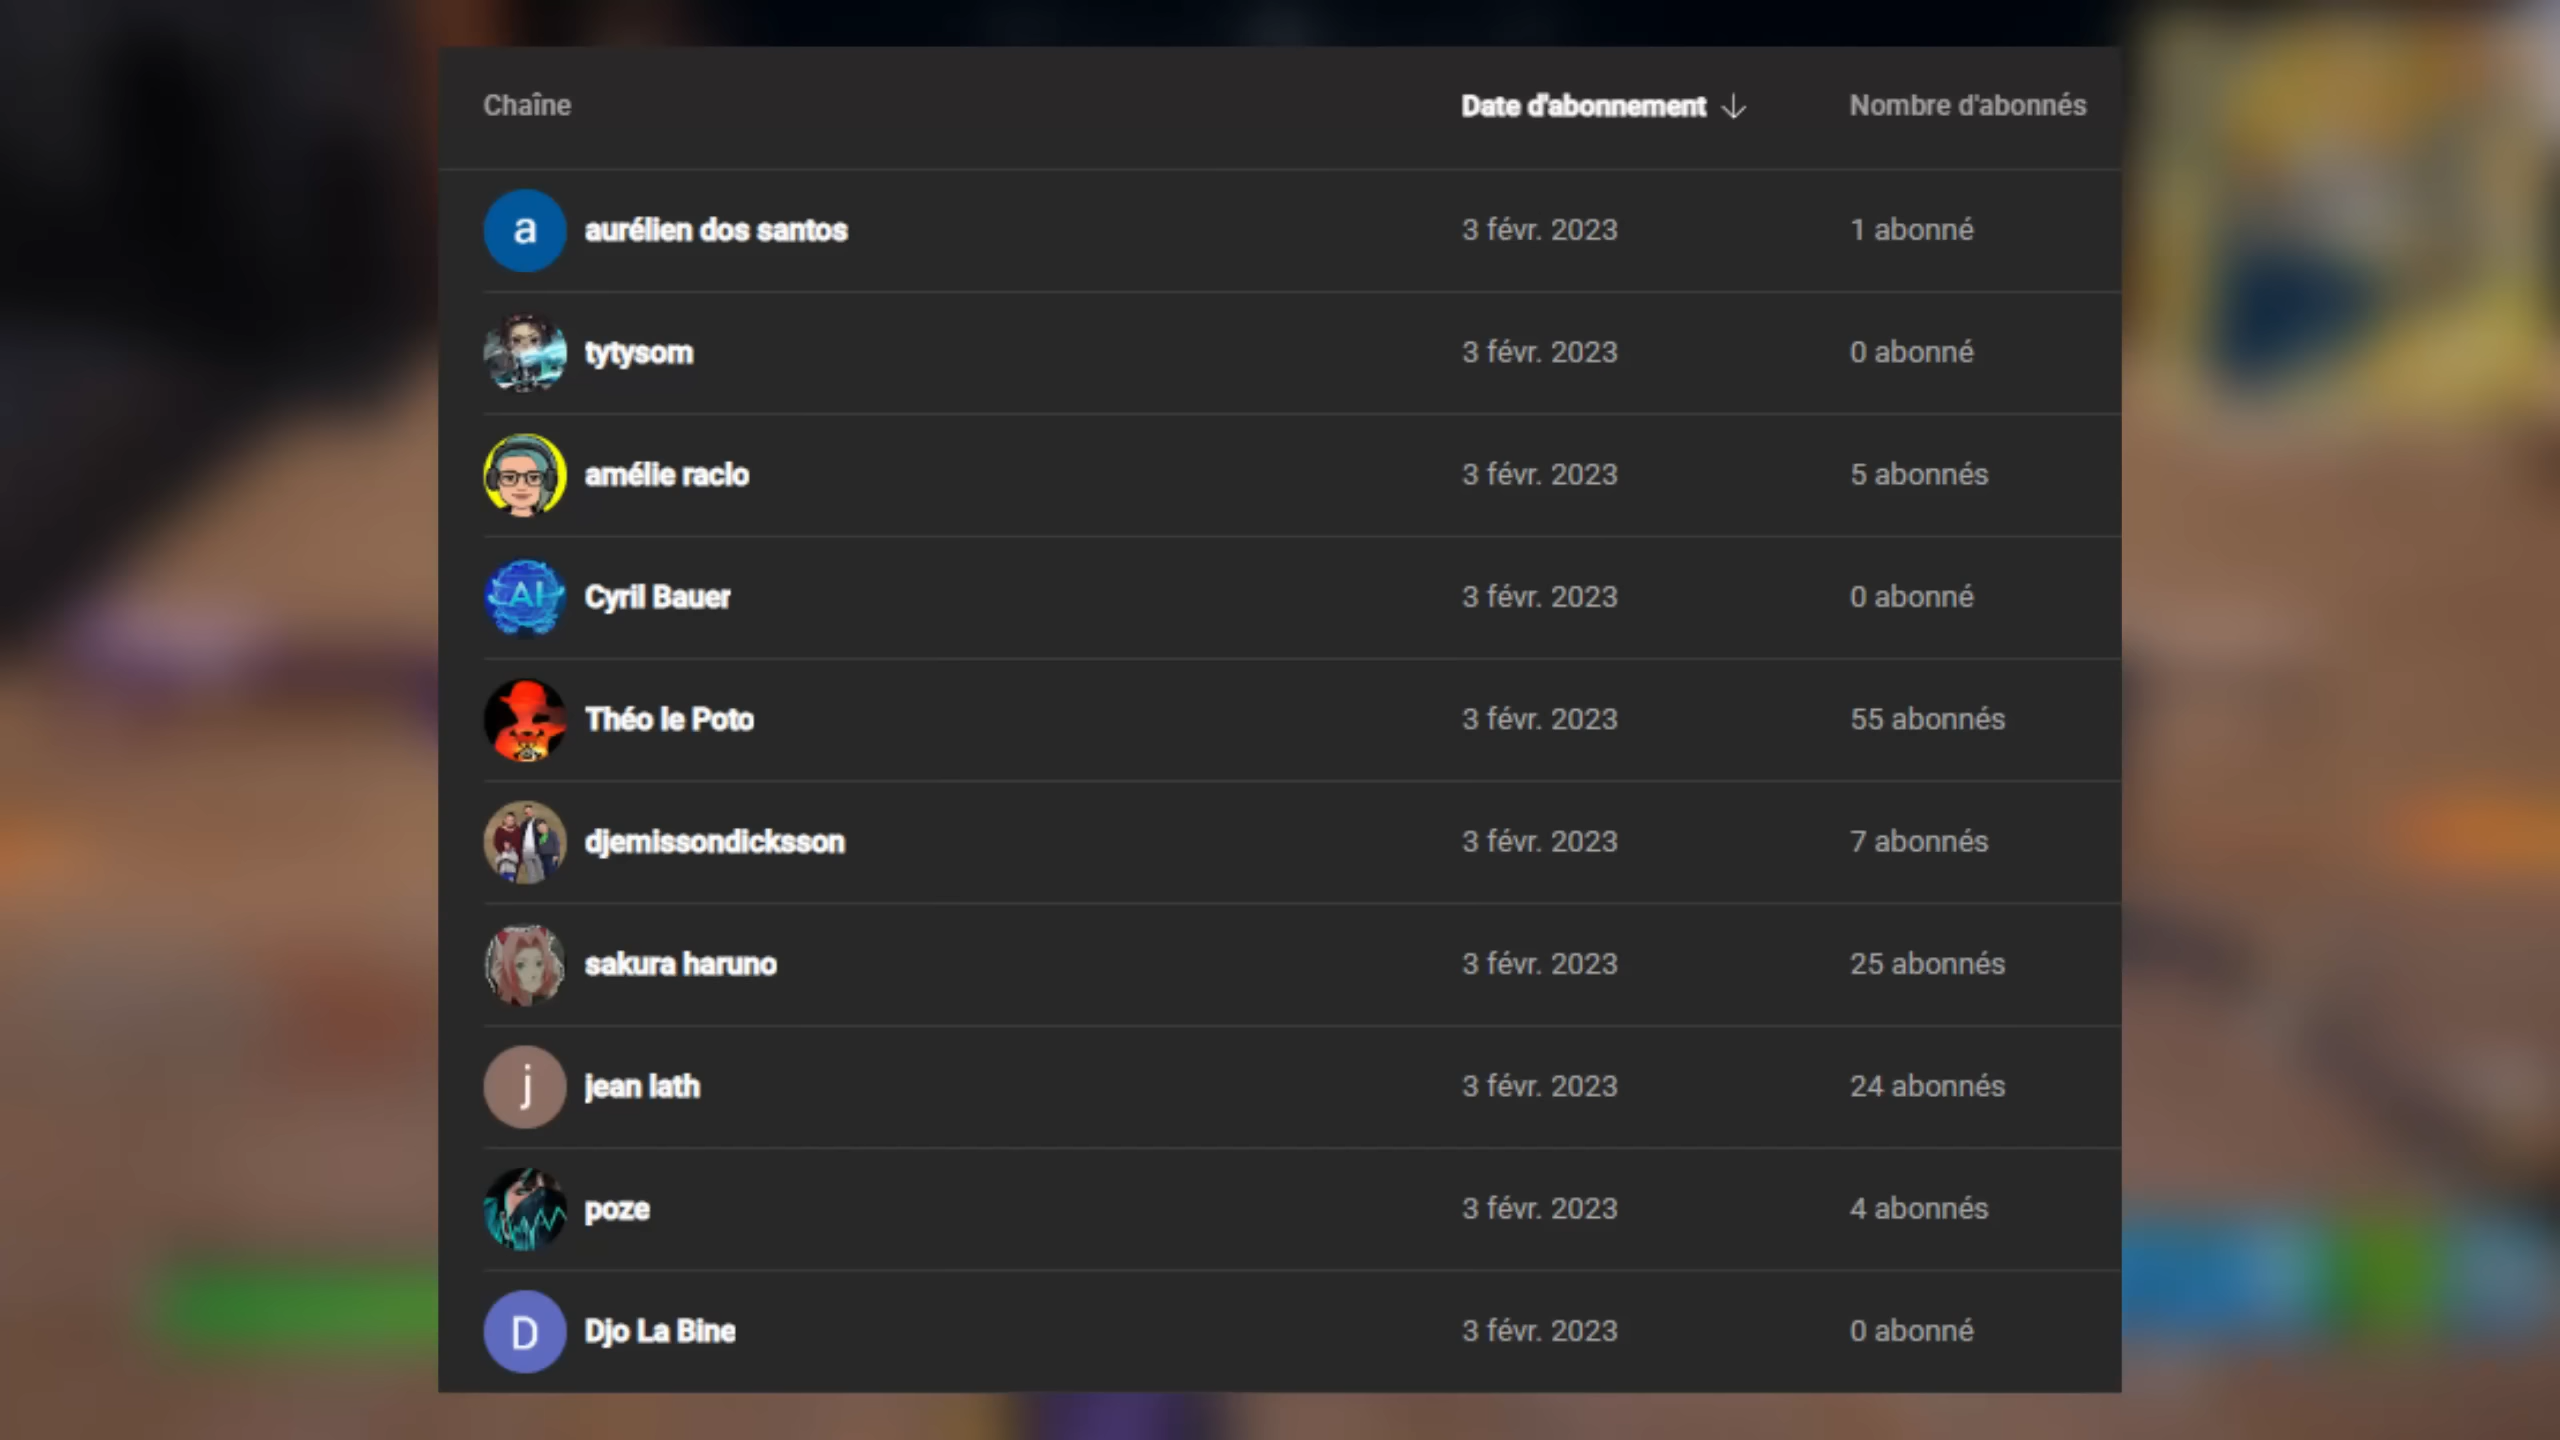 Chaîne Date d'abonnement Nombre d'abonnés
a aurélien dos santos 3 févr. 2023 1 abonné
tytysom 3 févr. 2023 0 abonné
amélie raclo 3 févr. 2023 5 abonnés
AI Cyril Bauer 3 févr. 2023 0 abonné
Théo le Poto 3 févr. 2023 55 abonnés
djemissondicksson 3 févr. 2023 7 abonnés
sakura haruno 3 févr. 2023 25 abonnés
j jean lath 3 févr. 2023 24 abonnés
poze 3 févr. 2023 4 abonnés
D Djo La Bine 3 févr. 2023 0 abonné